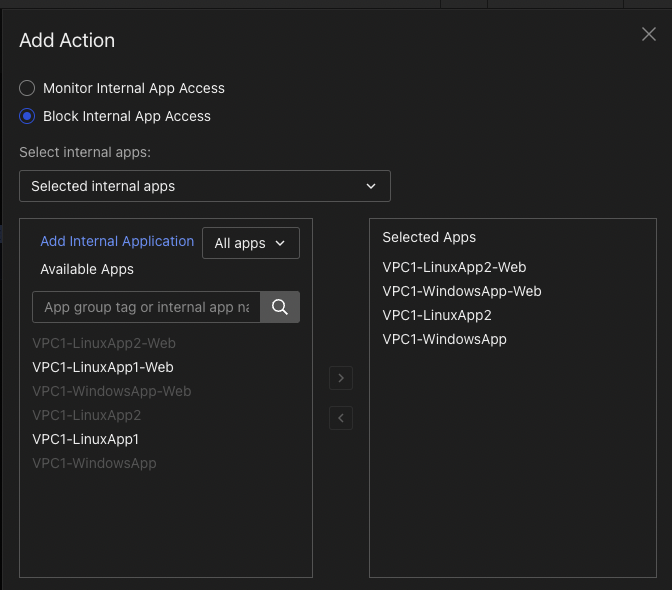 Add Action
Monitor Internal App Access
Block Internal App Access
Select internal apps:
Selected internal apps
Add Internal Application
All apps
Available Apps
App group tag or internal app na
VPC1-LinuxApp2-Web
VPC1-LinuxApp1-Web
VPC1-WindowsApp-Web
VPC1-LinuxApp2
VPC1-LinuxApp1
VPC1-WindowsApp
Selected Apps
VPC1-LinuxApp2-Web
VPC1-WindowsApp-Web
VPC1-LinuxApp2
VPC1-WindowsApp